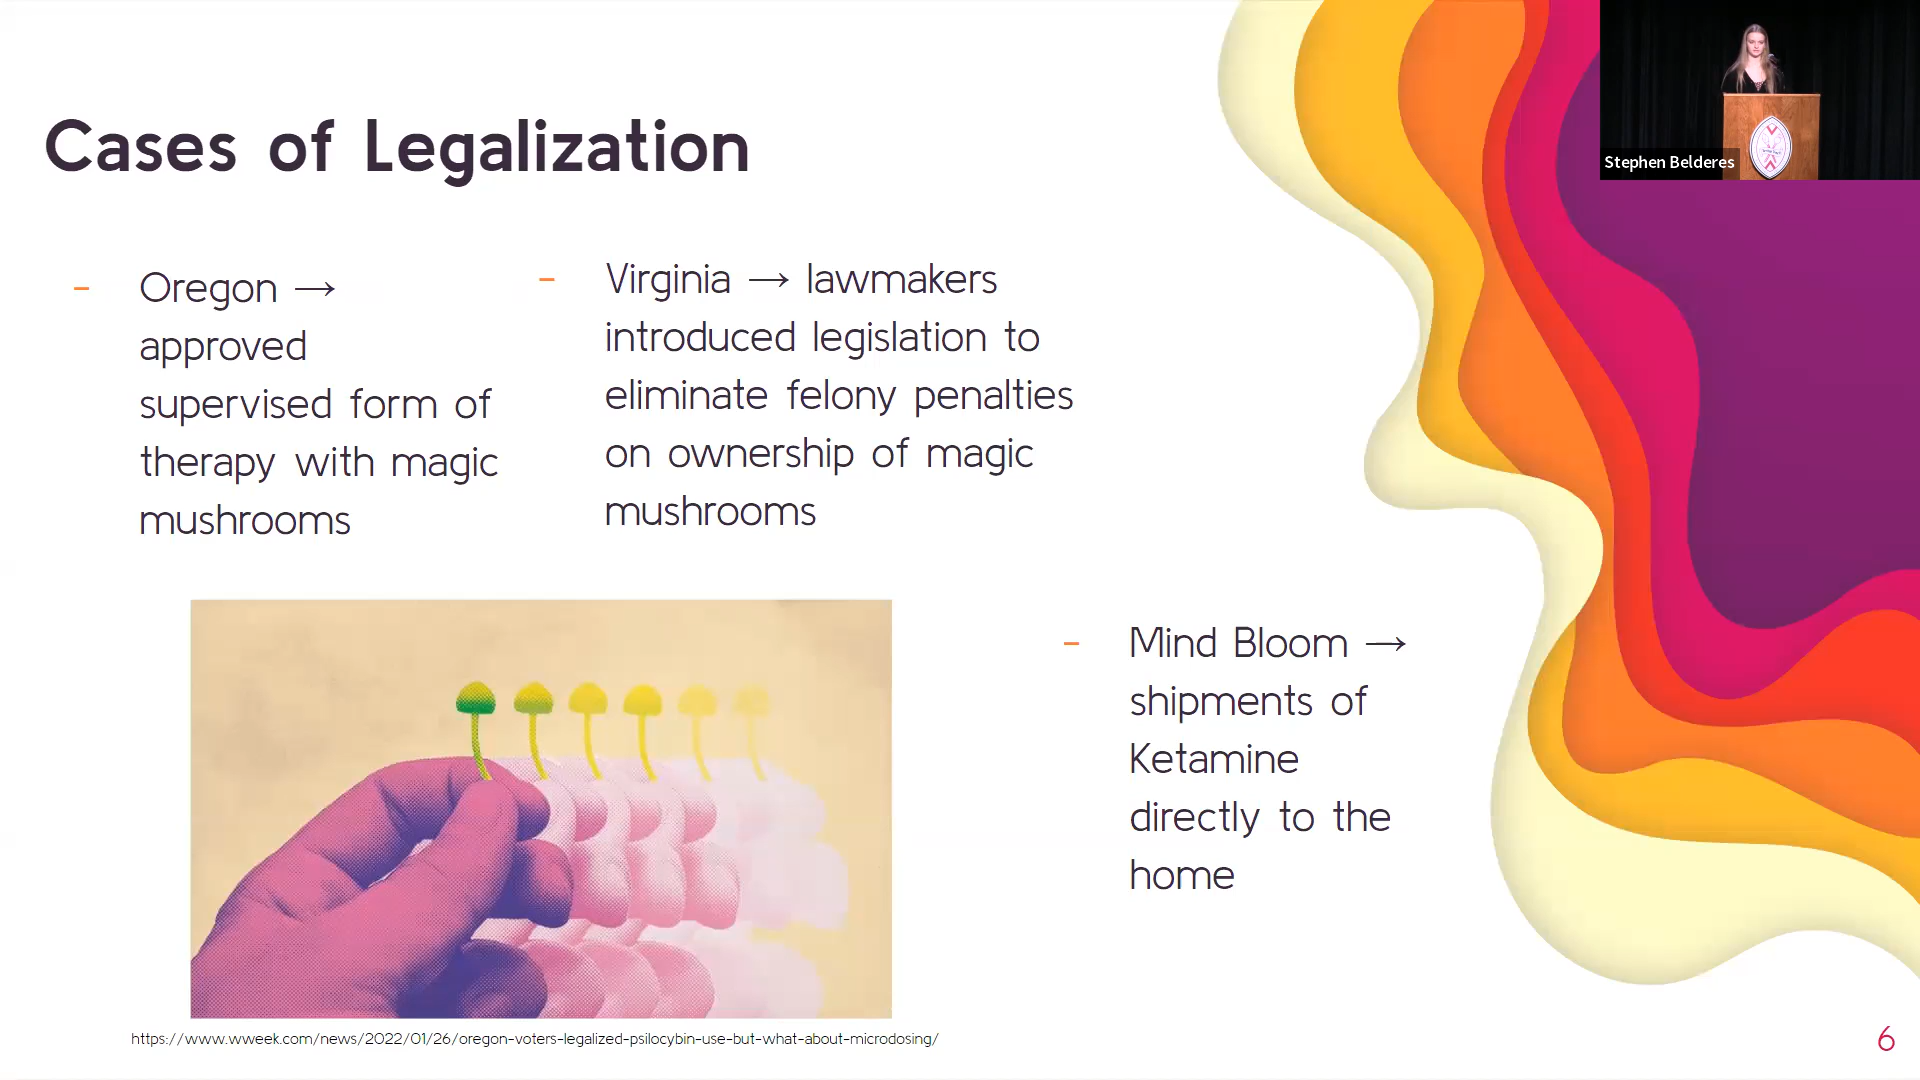 Cases of Legalization
Stephen Belderes
- Oregon →
approved
supervised form of
therapy with magic
mushrooms
- Virginia → lawmakers
introduced legislation to
eliminate felony penalties
on ownership of magic
mushrooms
- Mind Bloom →
shipments of
Ketamine
directly to the
home
https://www.wweek.com/news/2022/01/26/oregon-voters-legalized-psilocybin-use-but-what-about-microdosing/
6